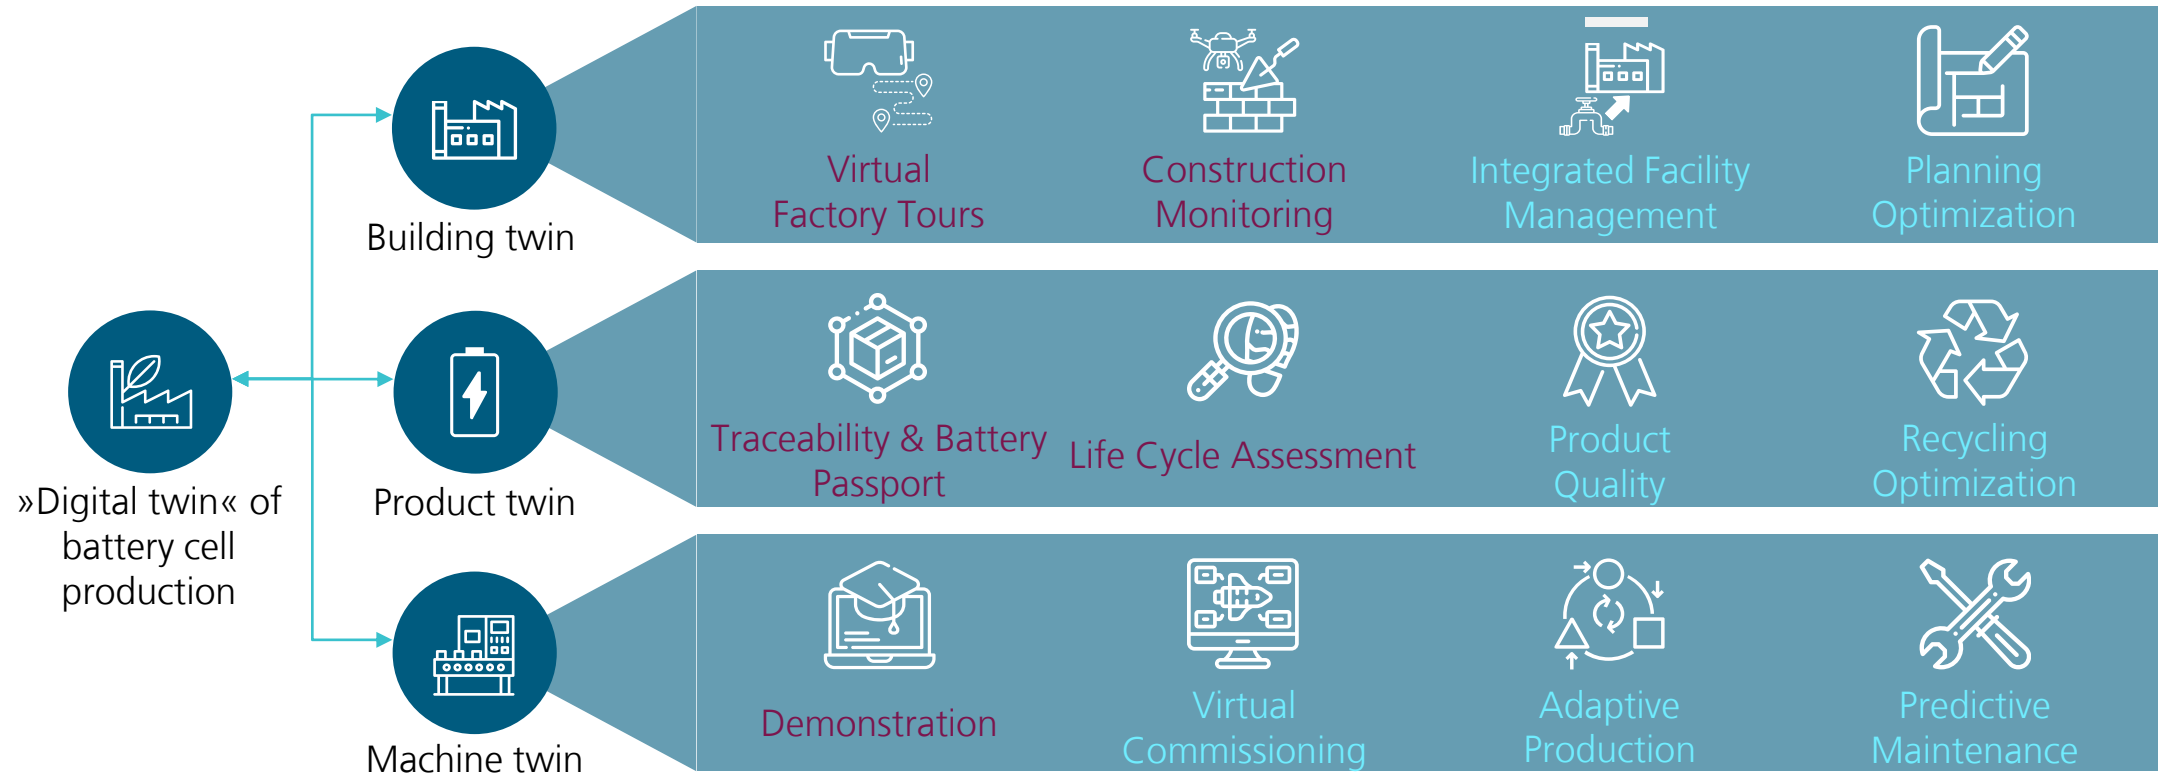 Virtual
Factory Tours
Construction
Monitoring
Integrated Facility
Management
Planning
Optimization
Building twin
Traceability & Battery
Passport
Life Cycle Assessment
Product
Quality
Recycling
Optimization
Product twin
»Digital twin« of
battery cell
production
Demonstration
Virtual
Commissioning
Adaptive
Production
Predictive
Maintenance
Machine twin